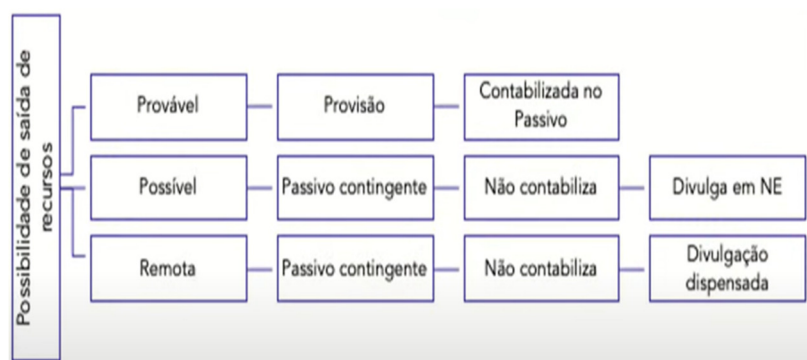 Possibilidade de saída de
recursos
Provável
Provisão
Contabilizada no
Passivo
Possível
Passivo contingente
Não contabiliza
Divulga em NE
Remota
Passivo contingente
Não contabiliza
Divulgação
dispensada